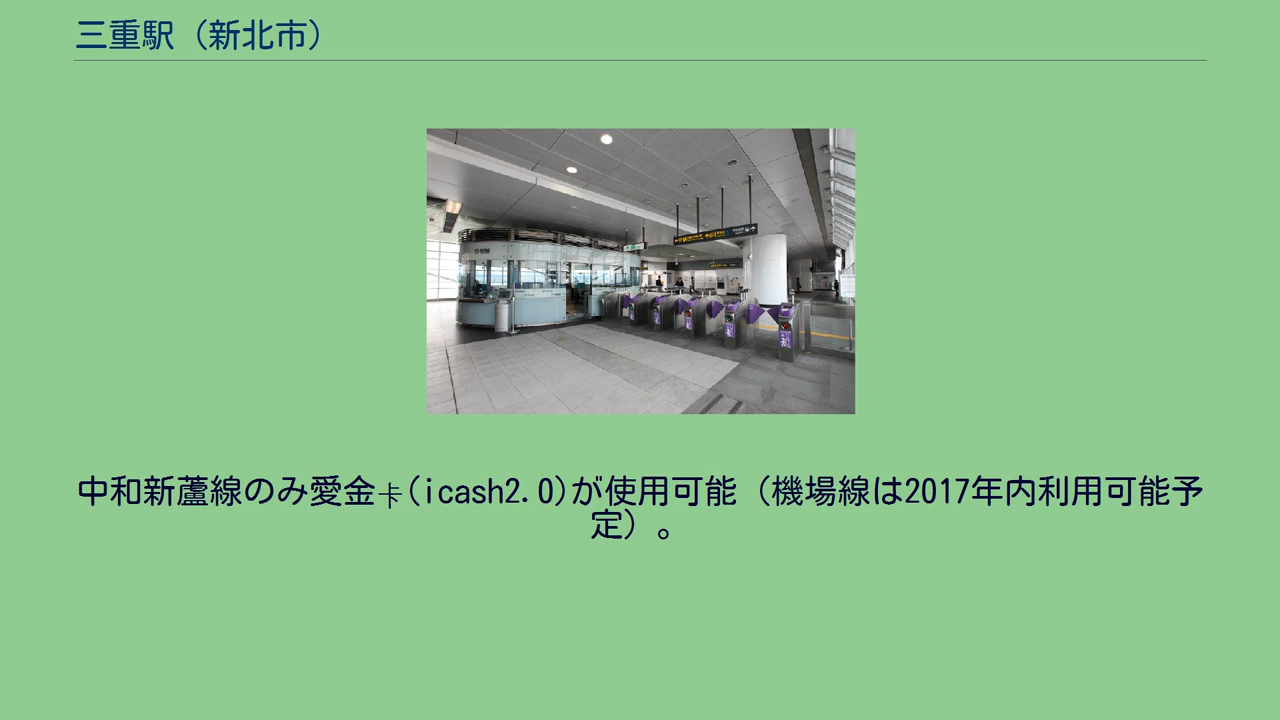 三重駅（新北市）
中和新蘆線のみ愛金卡(icash2.0)が使用可能（機場線は2017年内利用可能予
定）。